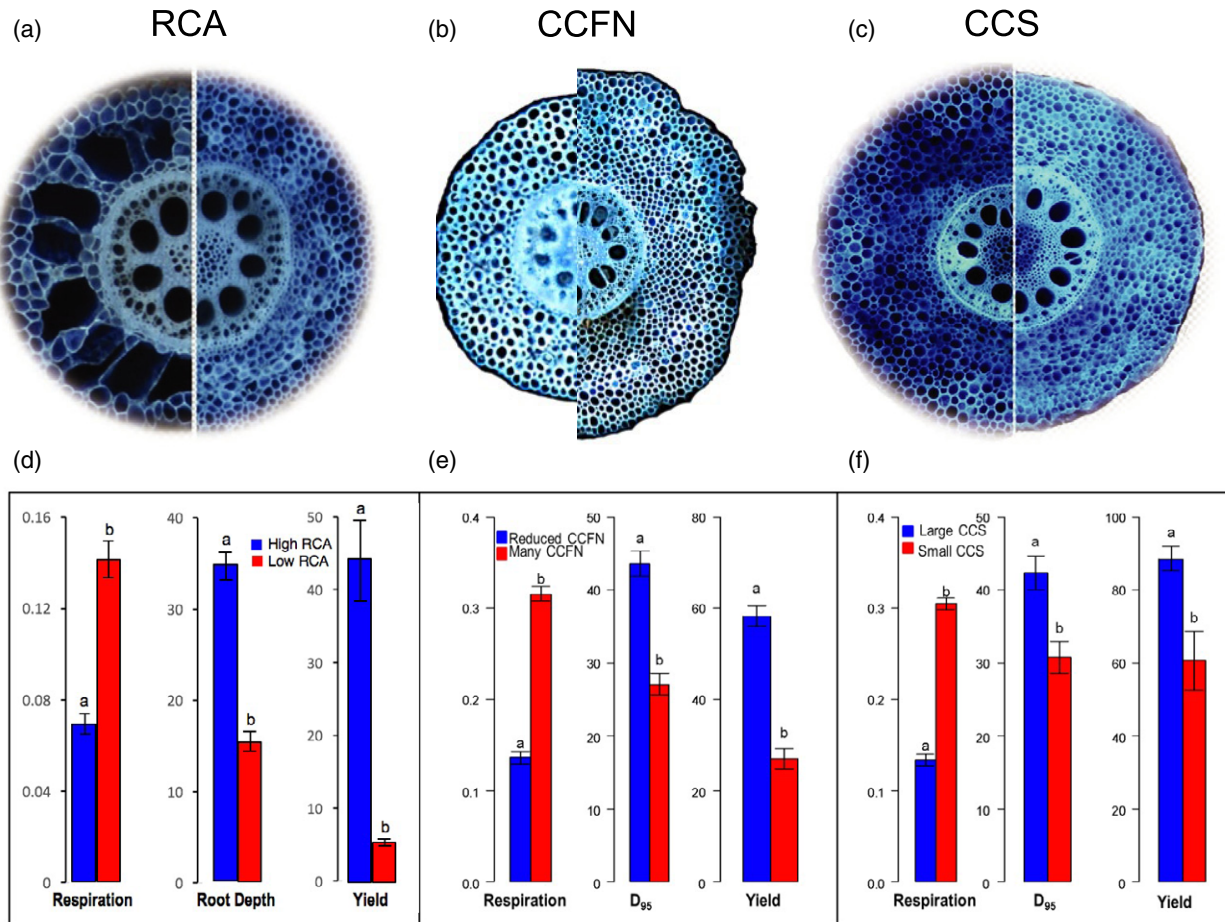 (a) RCA (b) CCFN (c) CCS
(d) (e) (f)
0.16
0.12
0.08
0.04
0
a
b
Respiration
40
30
20
10
0
a
b
Root Depth
High RCA
Low RCA
50
40
30
20
10
0
a
b
Yield
0.4
0.3
0.2
0.1
0.0
a
b
Respiration
Reduced CCFN
Many CCFN
50
40
30
20
10
0
a
b
D95
80
60
40
20
0
a
b
Yield
0.4
0.3
0.2
0.1
0.0
a
b
Respiration
Large CCS
Small CCS
50
40
30
20
10
0
a
b
D95
100
80
60
40
20
0
a
b
Yield